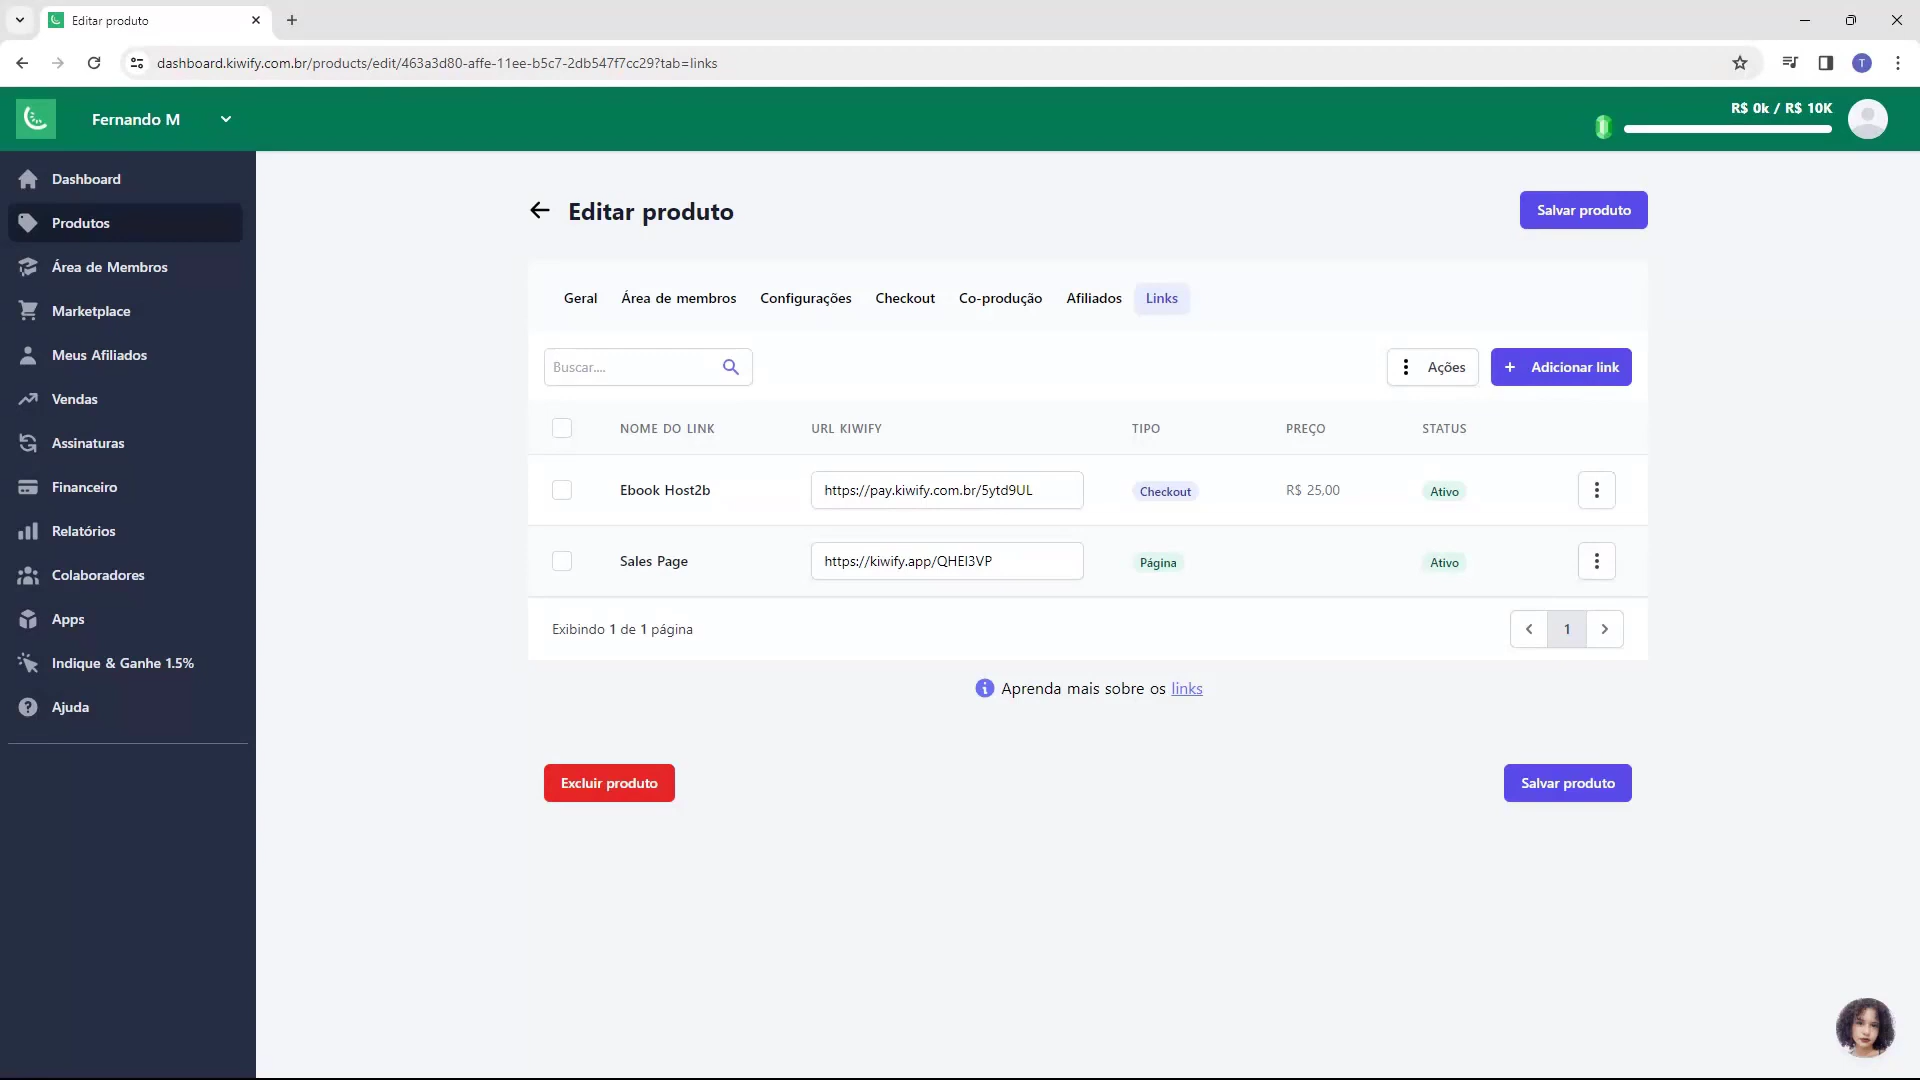 Editar produto
dashboard.kiwify.com.br/products/edit/463a3d80-affe-11ee-b5c7-2db547f7cc29?tab=links
T
Fernando M
R$ 0k / R$ 10K
Dashboard
Produtos
Área de Membros
Marketplace
Meus Afiliados
Vendas
Assinaturas
Financeiro
Relatórios
Colaboradores
Apps
Indique & Ganhe 1.5%
Ajuda
Editar produto
Salvar produto
Geral Área de membros Configurações Checkout Co-produção Afiliados Links
Buscar.... Ações + Adicionar link
NOME DO LINK URL KIWIFY TIPO PREÇO STATUS
Ebook Host2b https://pay.kiwify.com.br/5ytd9UL Checkout R$ 25,00 Ativo
Sales Page https://kiwify.app/QHEI3VP Página Ativo
Exibindo 1 de 1 página 1
Aprenda mais sobre os links
Excluir produto Salvar produto